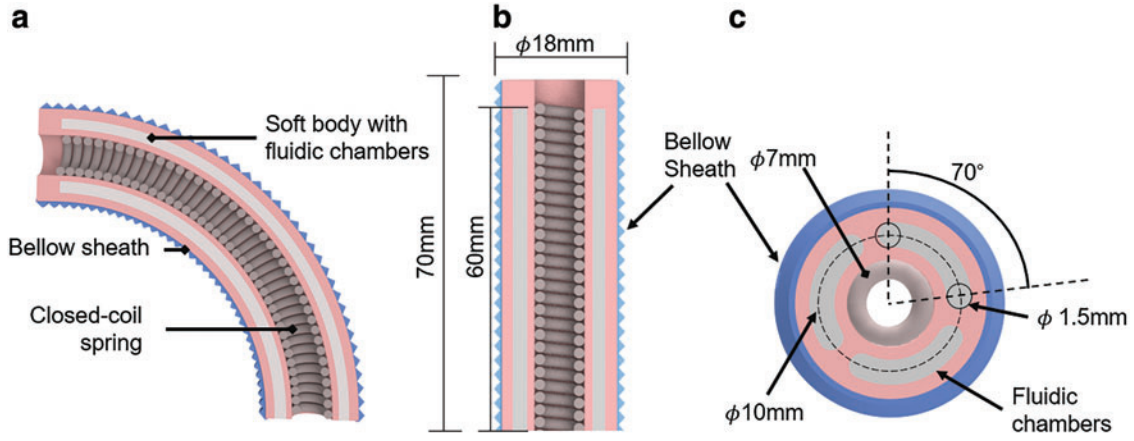 a
Soft body with
fluidic chambers
Bellow sheath
Closed-coil
spring
b
ϕ18mm
70mm
60mm
Bellow
Sheath
c
ϕ7mm
70°
ϕ 1.5mm
ϕ10mm
Fluidic
chambers